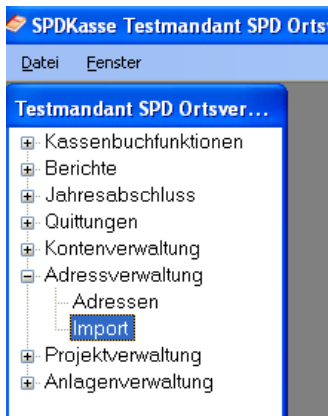 SPDKasse Testmandant SPD Orts
Datei Fenster
Testmandant SPD Ortsver...
Kassenbuchfunktionen
Berichte
Jahresabschluss
Quittungen
Kontenverwaltung
Adressverwaltung
Adressen
Import
Projektverwaltung
Anlagenverwaltung